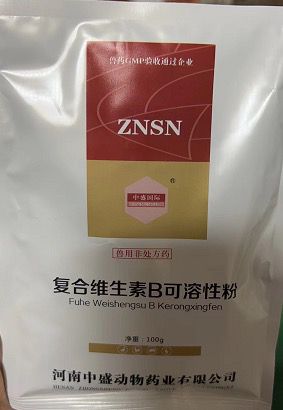 兽药GMP验收通过企业
ZNSN
®
中盛国际
兽用非处方药
复合维生素B可溶性粉
Fuhe Weishengsu B Kerongxingfen
净重:100g
河南中盛动物药业有限公司